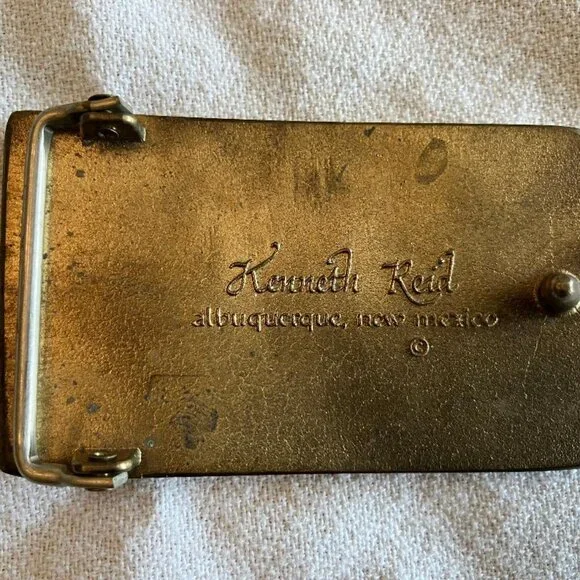 Kenneth Reid
albuquerque, new mexico
©